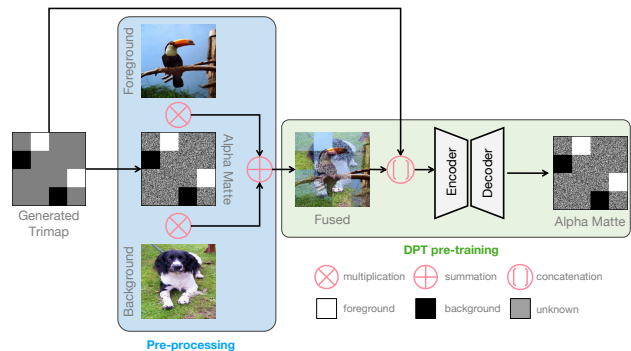 Foreground
Alpha Matte
Background
Generated
Trimap
Fused
Encoder
Decoder
Alpha Matte
DPT pre-training
multiplication
summation
concatenation
foreground
background
unknown
Pre-processing